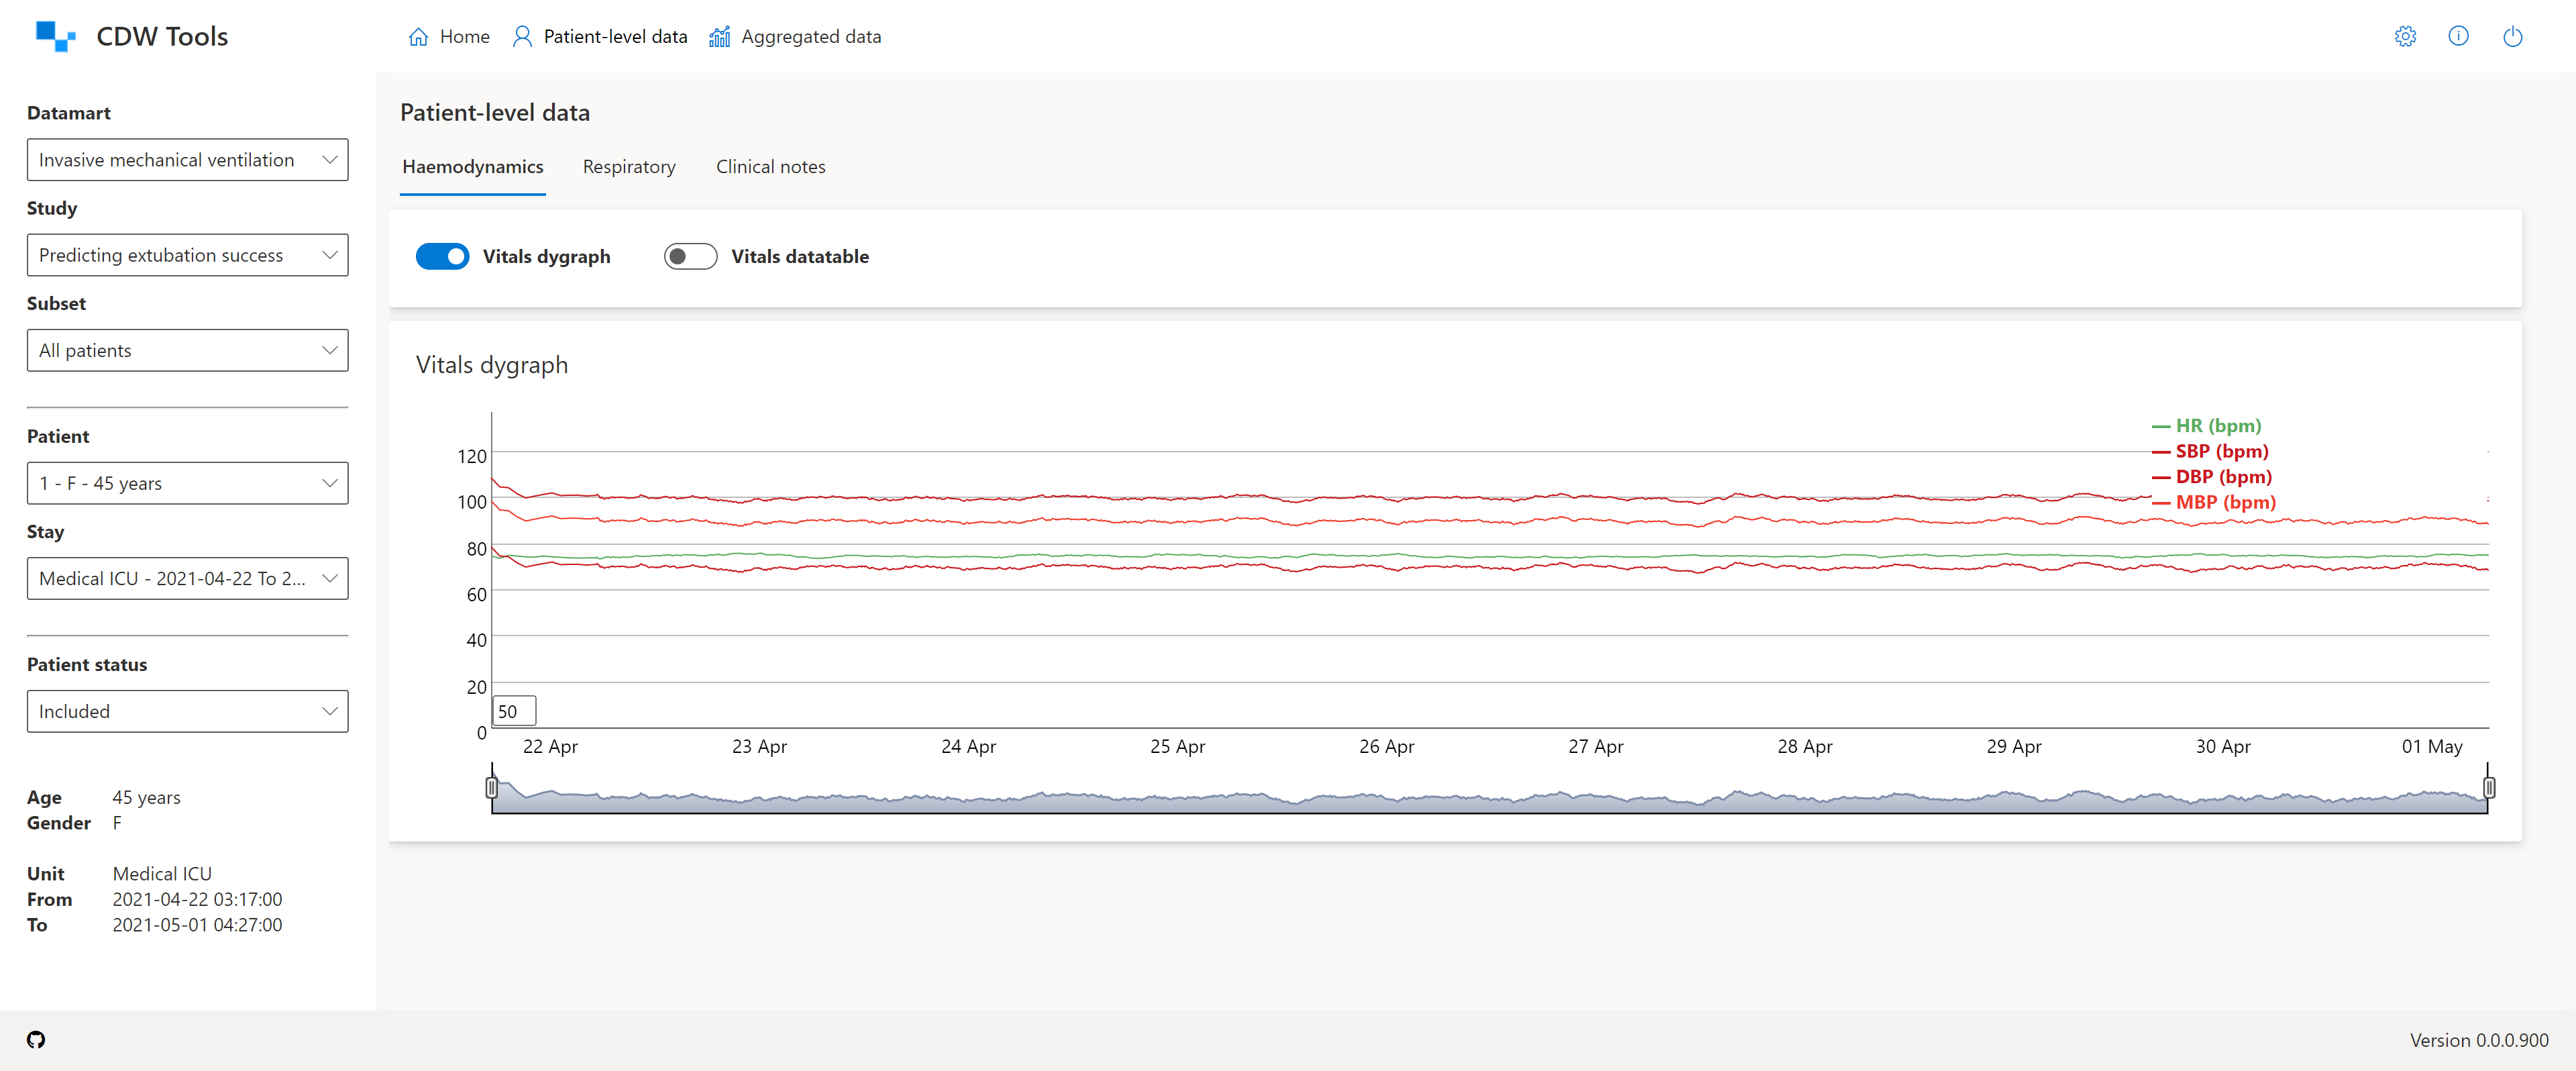 CDW Tools
Home
Patient-level data
Aggregated data
Datamart
Invasive mechanical ventilation
Study
Predicting extubation success
Subset
All patients
Patient
1 - F - 45 years
Stay
Medical ICU - 2021-04-22 To 2...
Patient status
Included
Age 45 years
Gender F
Unit Medical ICU
From 2021-04-22 03:17:00
To 2021-05-01 04:27:00
Patient-level data
Haemodynamics Respiratory Clinical notes
Vitals dygraph Vitals datatable
Vitals dygraph
HR (bpm)
SBP (bpm)
DBP (bpm)
MBP (bpm)
120
100
80
60
40
20
0
50
22 Apr 23 Apr 24 Apr 25 Apr 26 Apr 27 Apr 28 Apr 29 Apr 30 Apr 01 May
Version 0.0.0.900